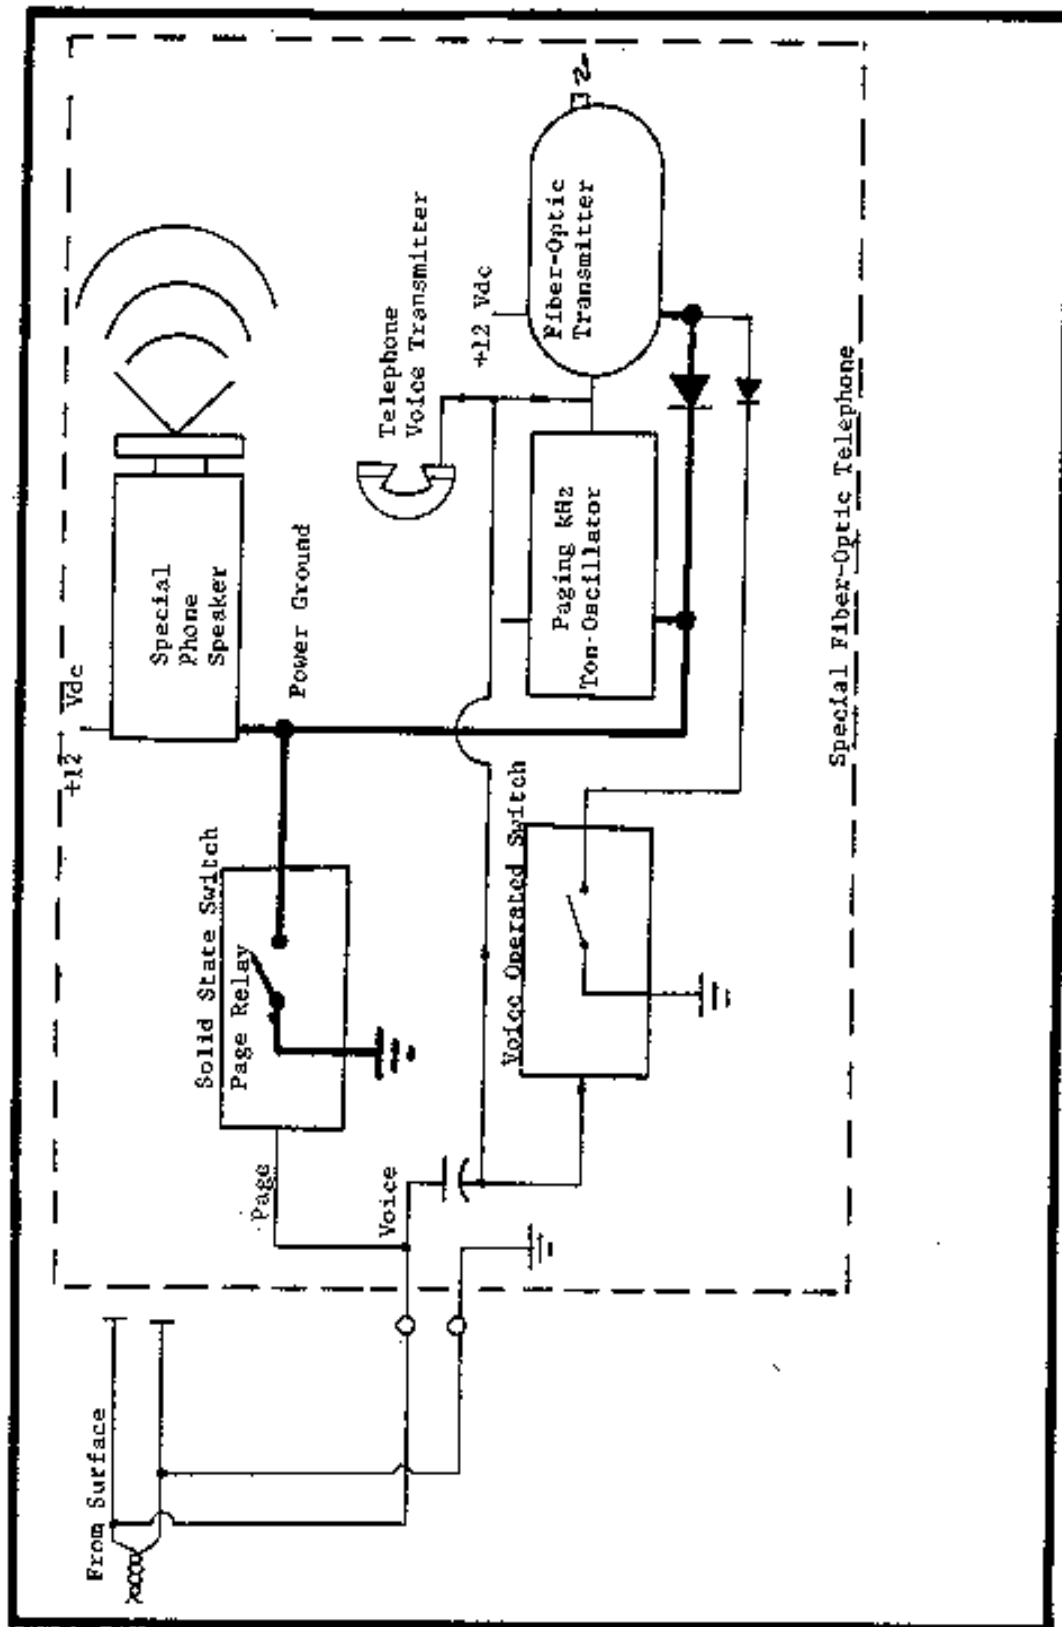 From Surface
Page
Voice
Solid State Switch
Page Relay
Voice Operated Switch
+12 Vdc
Special
Phone
Speaker
Power Ground
Telephone
Voice Transmitter
+12 Vdc
Paging kHz
Ton-Oscillator
Fiber-Optic
Transmitter
Special Fiber-Optic Telephone